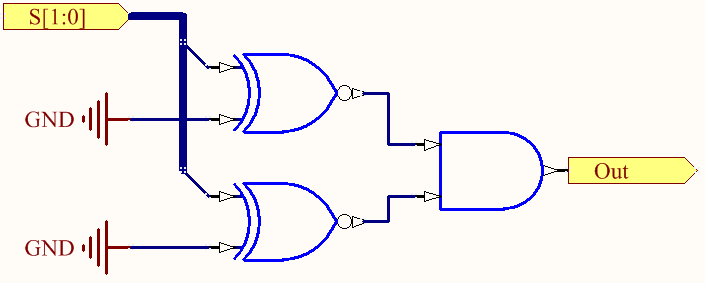 S[1:0]
GND
Out
GND